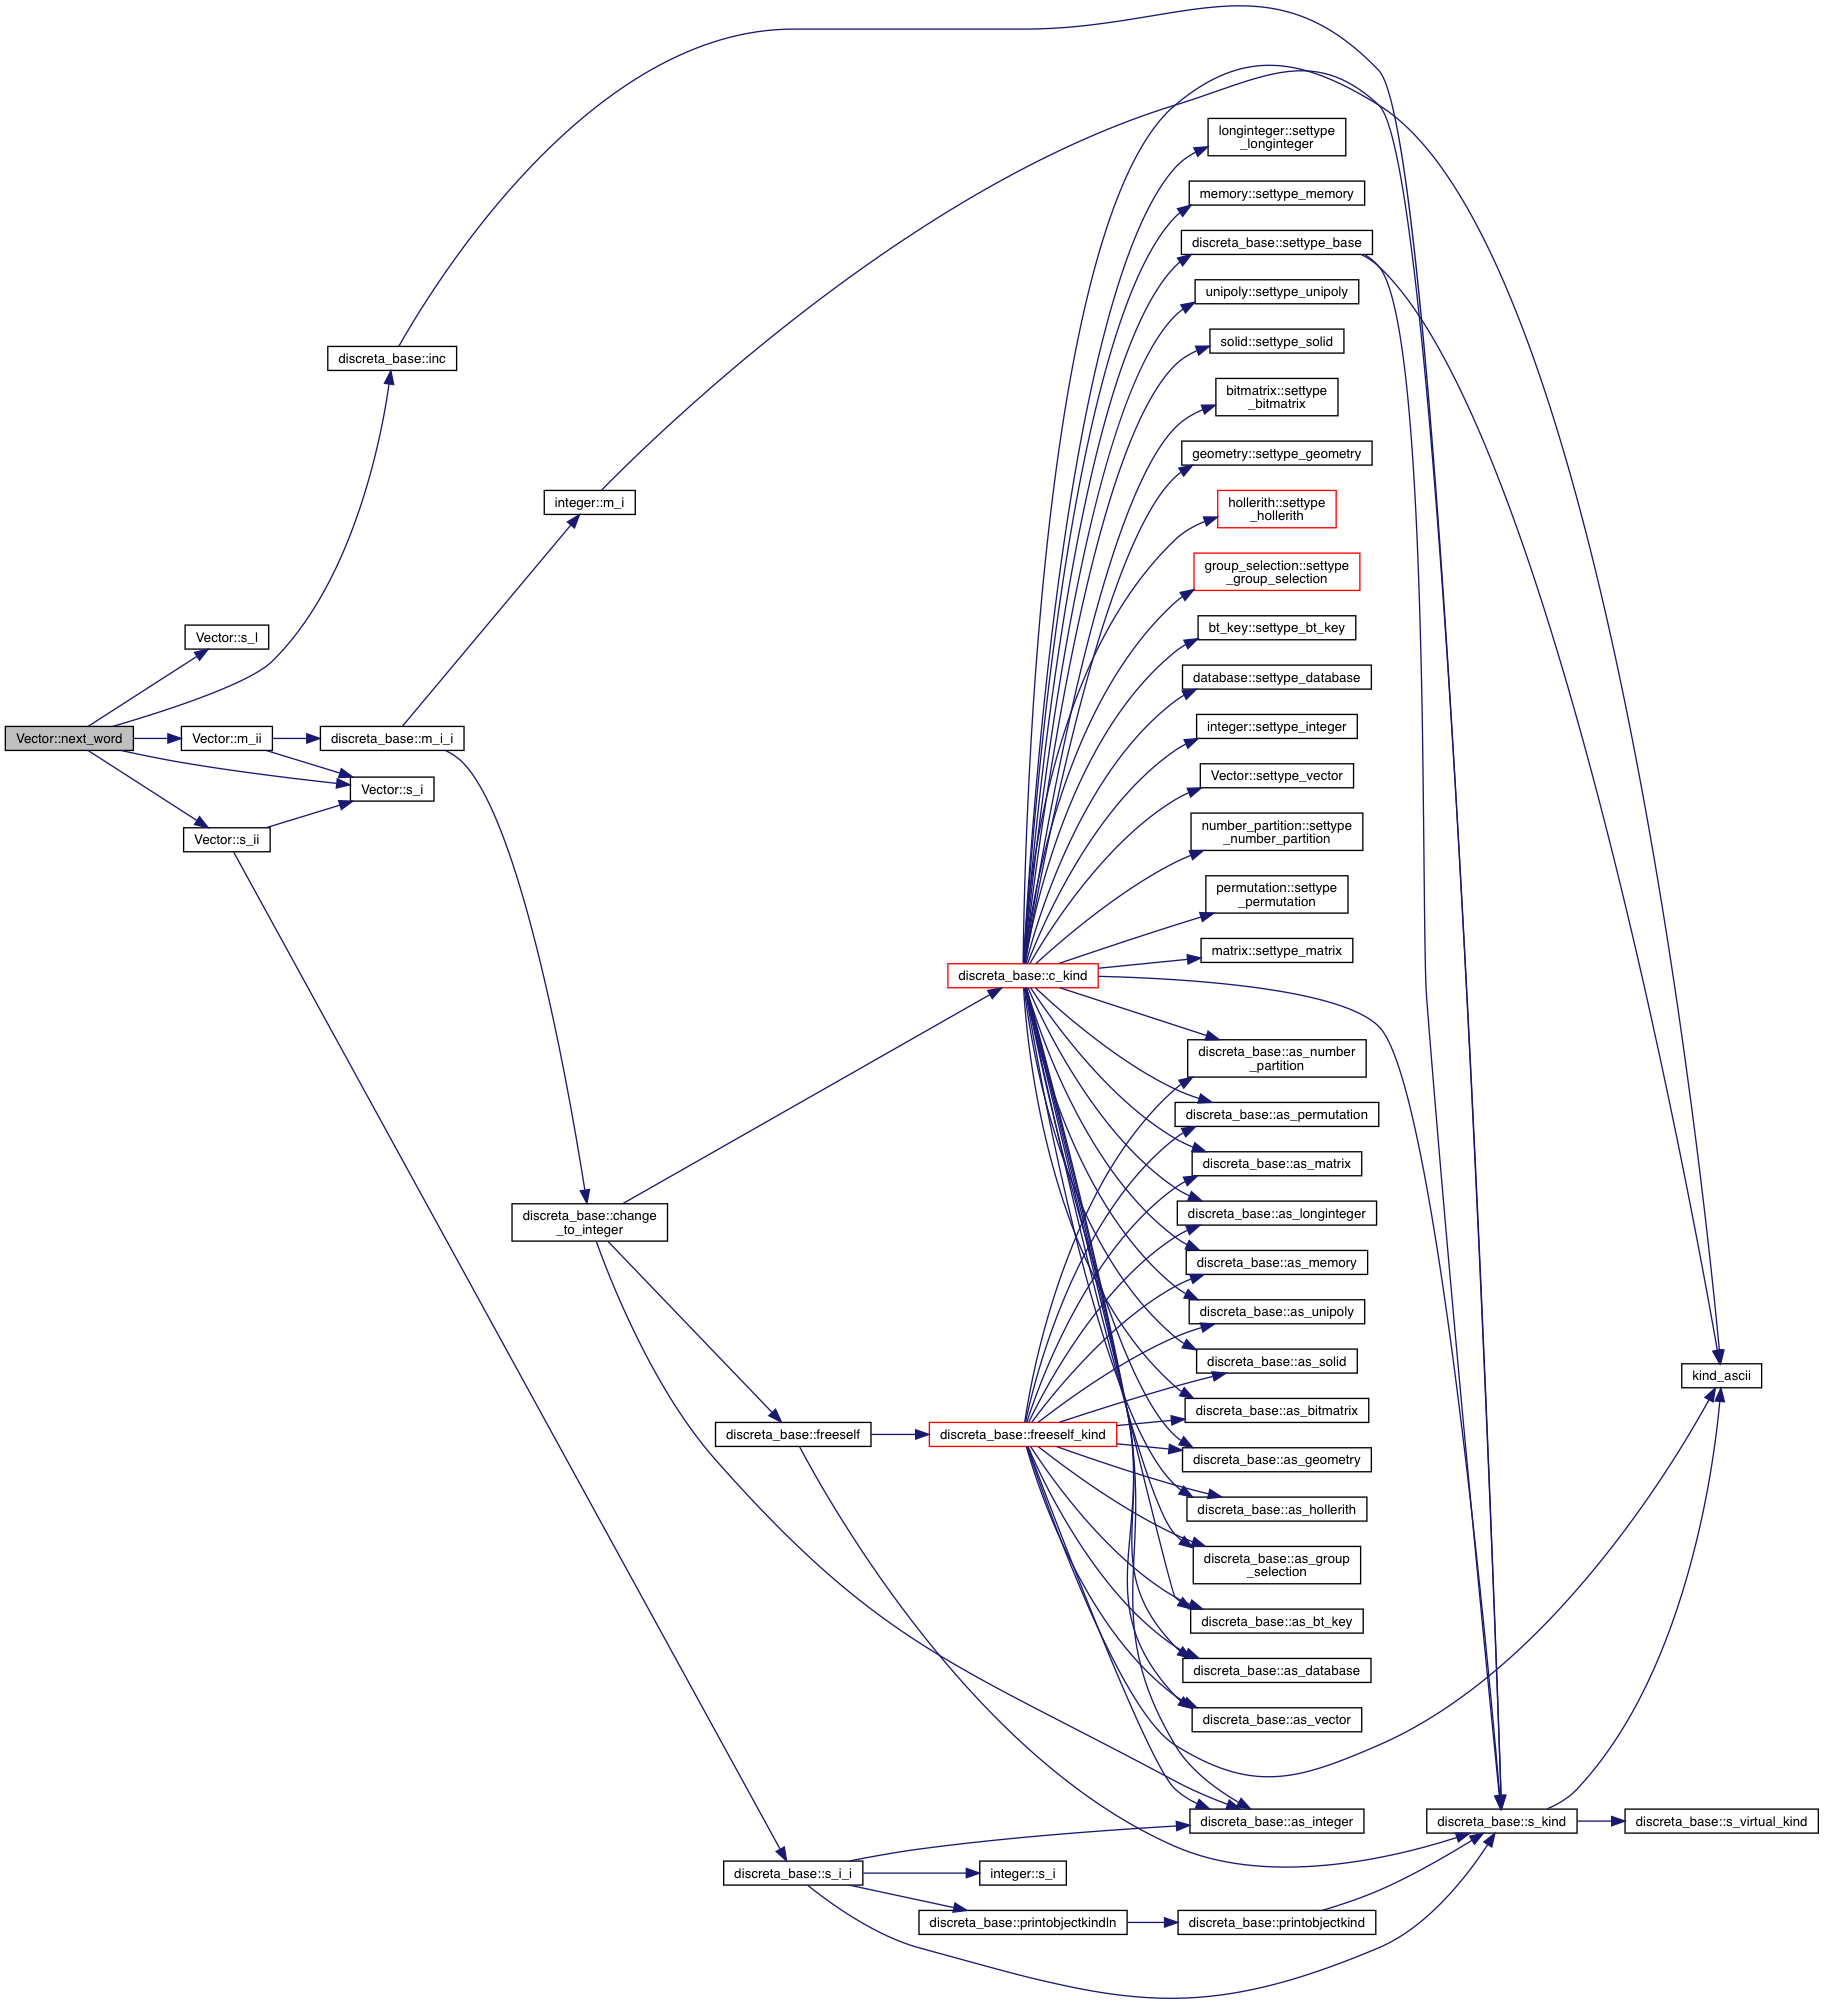 Vector::next_word
Vector::s_l
Vector::m_ii
Vector::s_ii
discreta_base::inc
discreta_base::m_i_i
Vector::s_i
integer::m_i
discreta_base::change
_to_integer
discreta_base::freeself
discreta_base::s_i_i
discreta_base::c_kind
discreta_base::freeself_kind
integer::s_i
discreta_base::printobjectkindln
longinteger::settype
_longinteger
memory::settype_memory
discreta_base::settype_base
unipoly::settype_unipoly
solid::settype_solid
bitmatrix::settype
_bitmatrix
geometry::settype_geometry
hollerith::settype
_hollerith
group_selection::settype
_group_selection
bt_key::settype_bt_key
database::settype_database
integer::settype_integer
Vector::settype_vector
number_partition::settype
_number_partition
permutation::settype
_permutation
matrix::settype_matrix
discreta_base::as_number
_partition
discreta_base::as_permutation
discreta_base::as_matrix
discreta_base::as_longinteger
discreta_base::as_memory
discreta_base::as_unipoly
discreta_base::as_solid
discreta_base::as_bitmatrix
discreta_base::as_geometry
discreta_base::as_hollerith
discreta_base::as_group
_selection
discreta_base::as_bt_key
discreta_base::as_database
discreta_base::as_vector
discreta_base::as_integer
discreta_base::printobjectkind
discreta_base::s_kind
kind_ascii
discreta_base::s_virtual_kind